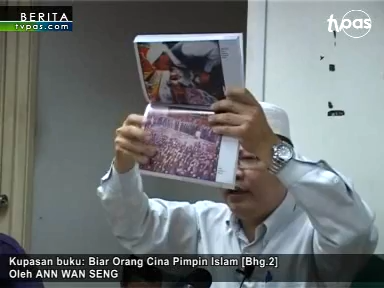 BERITA
tvpas.com
tvpas
Kupasan buku: Biar Orang Cina Pimpin Islam [Bhg.2]
Oleh ANN WAN SENG